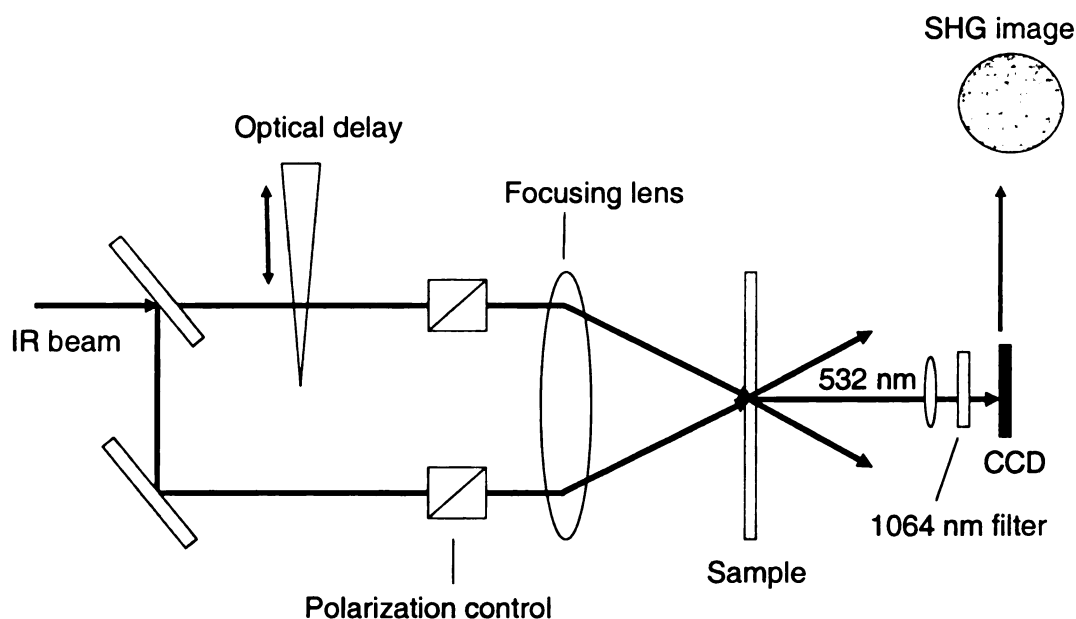 SHG image
Optical delay
Focusing lens
IR beam
532 nm
CCD
1064 nm filter
Sample
Polarization control